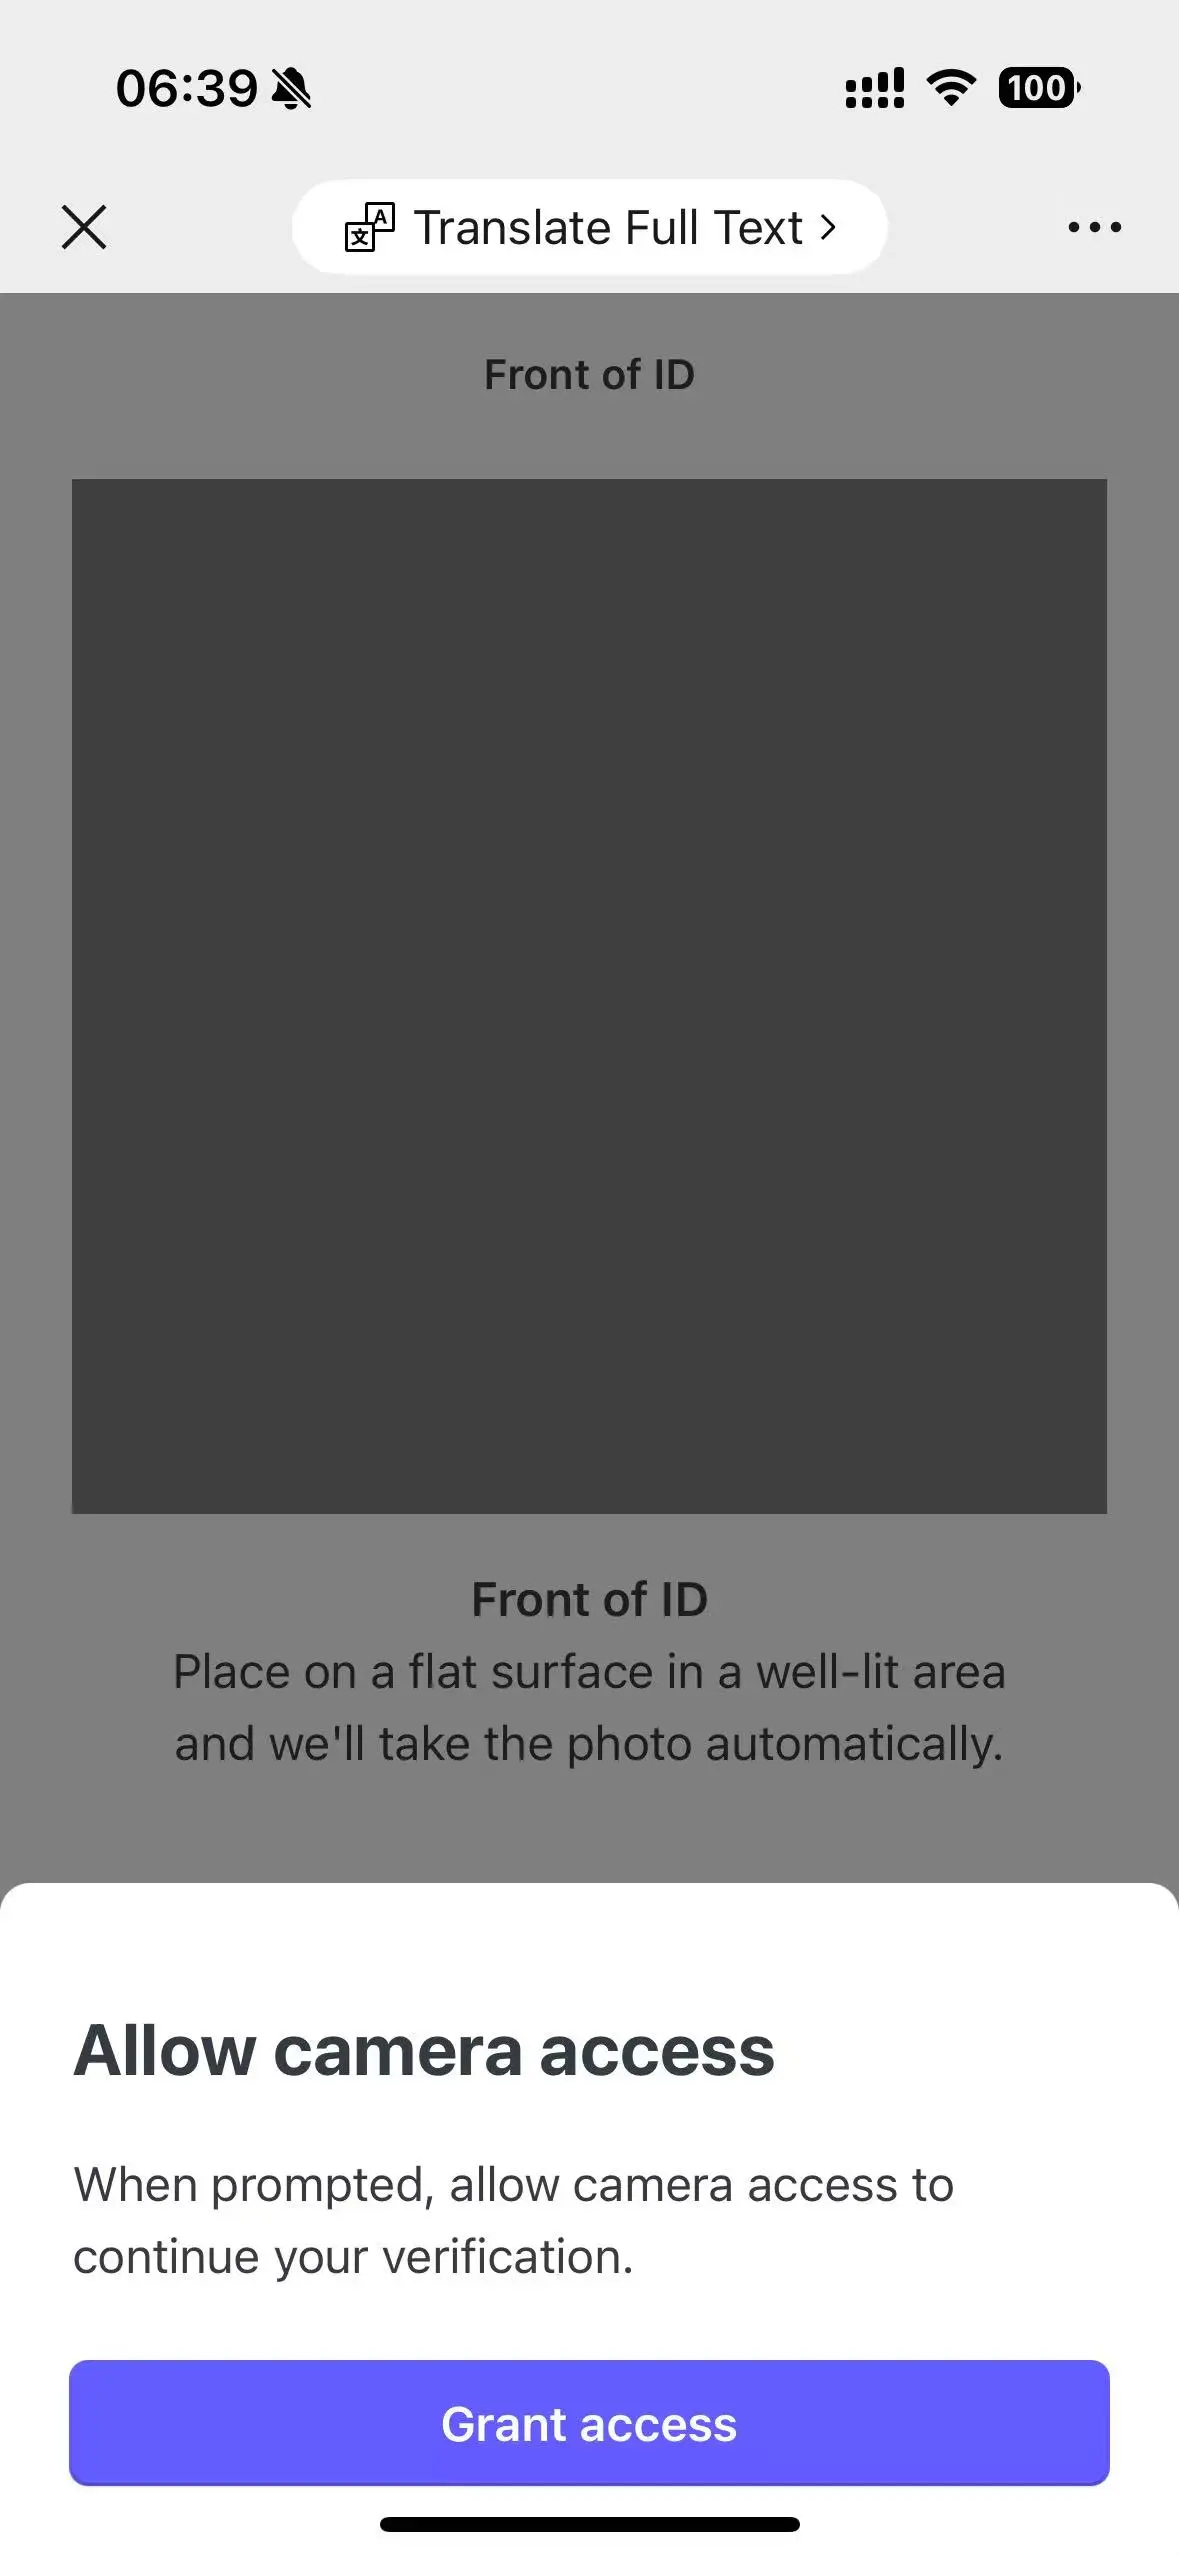 06:39
100
文A Translate Full Text
Front of ID
Front of ID
Place on a flat surface in a well-lit area
and we'll take the photo automatically.
Allow camera access
When prompted, allow camera access to
continue your verification.
Grant access